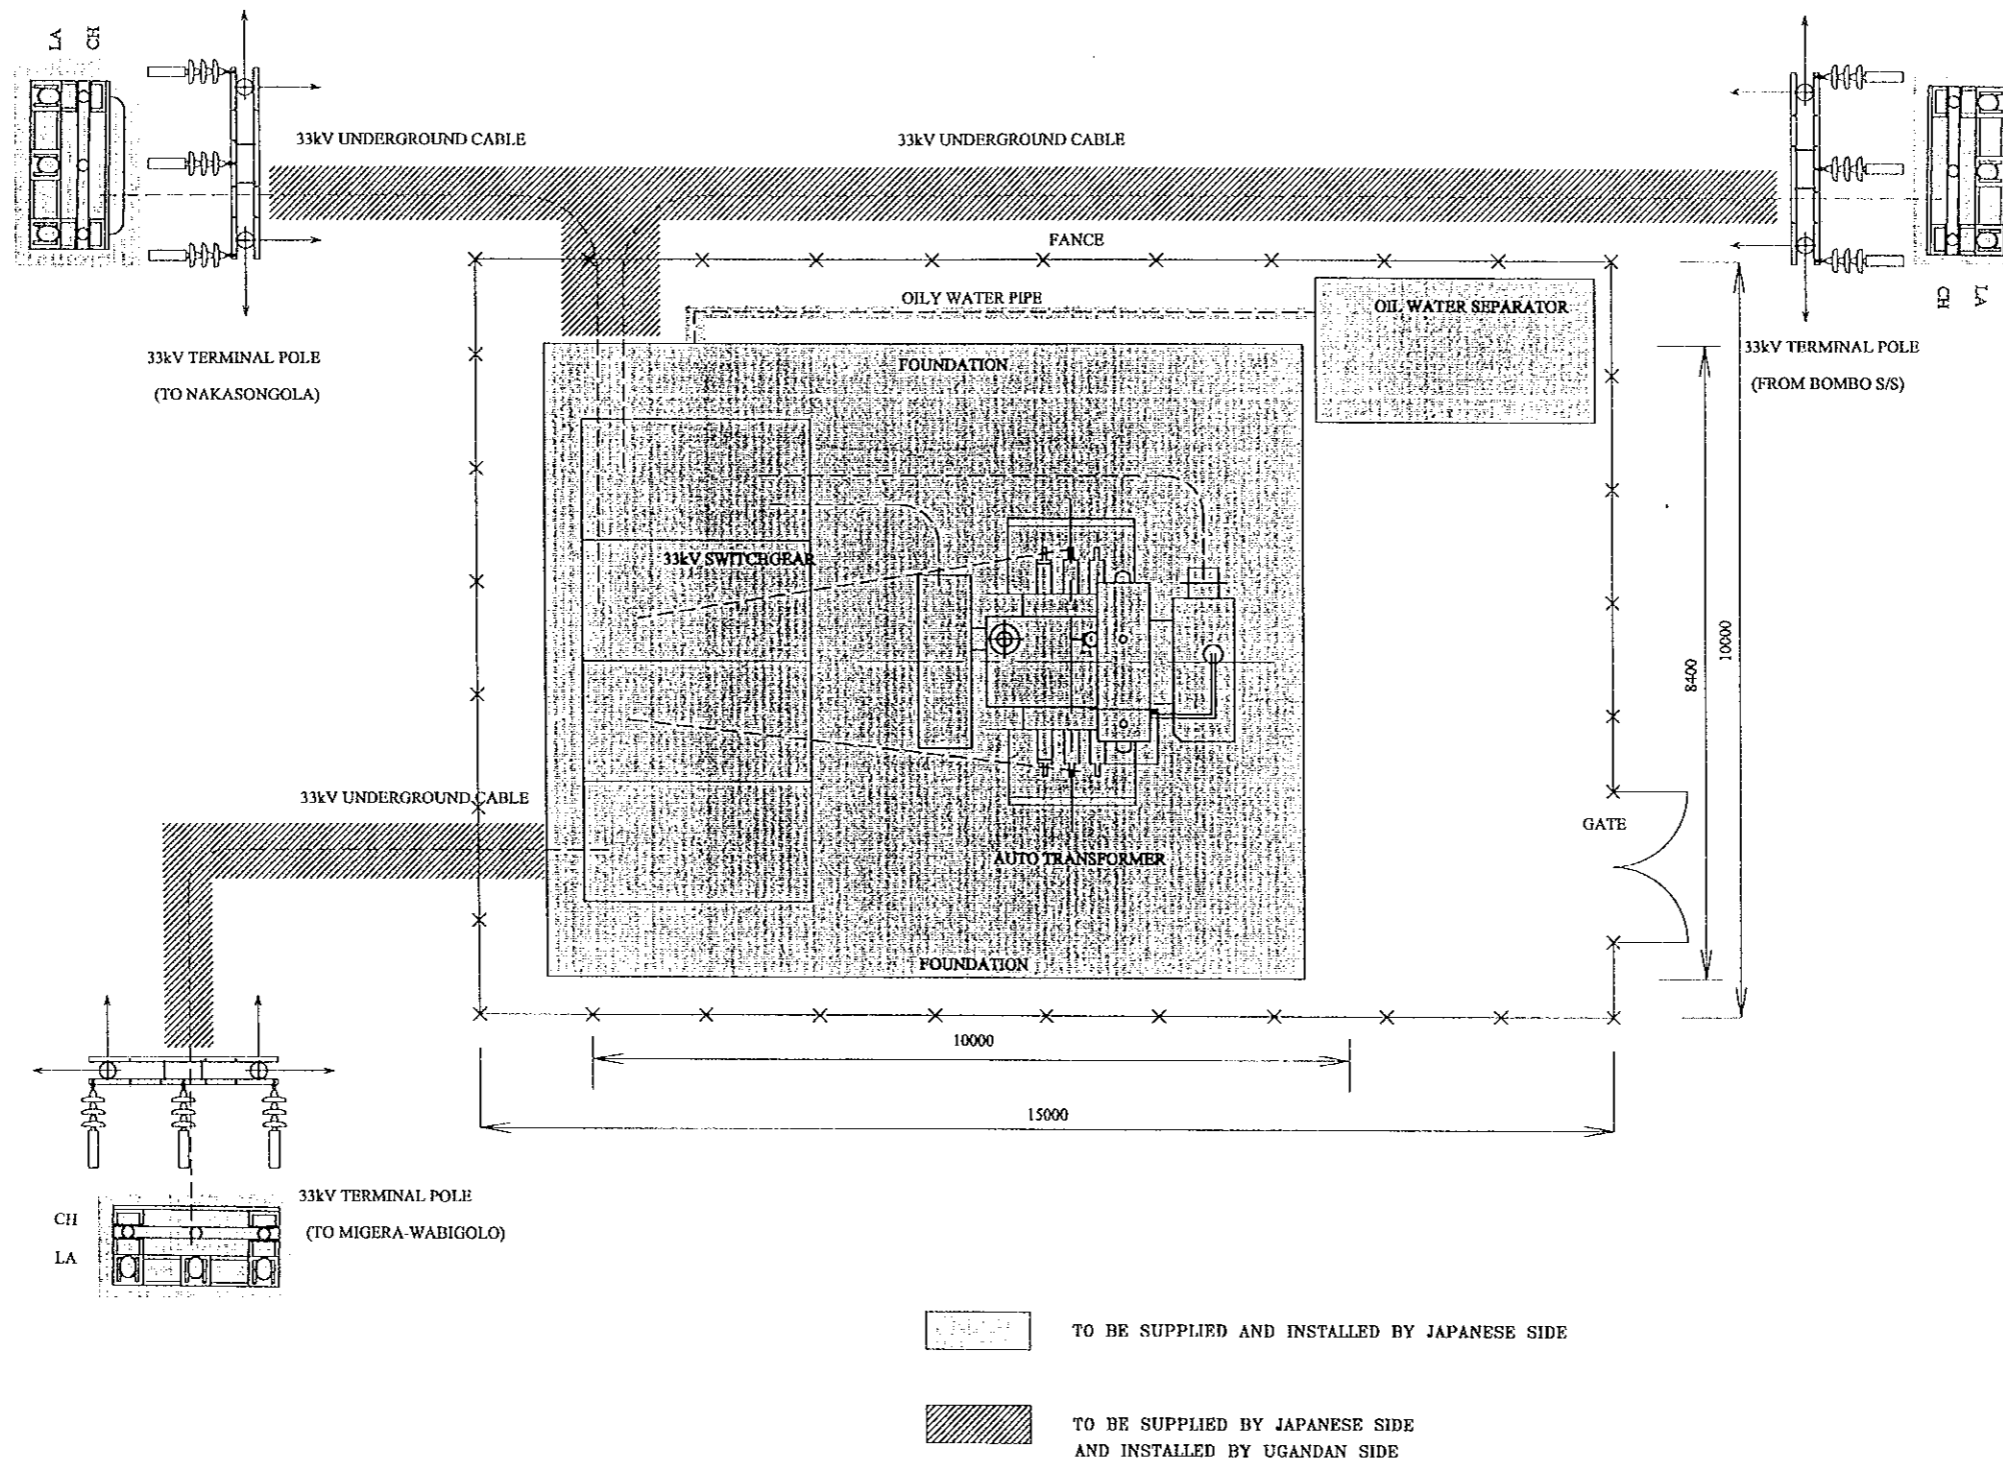 LA
CH
33kV UNDERGROUND CABLE
33kV UNDERGROUND CABLE
FANCE
OILY WATER PIPE
OIL WATER SEPARATOR
CH
LA
33kV TERMINAL POLE
(TO NAKASONGOLA)
33kV TERMINAL POLE
(FROM BOMBO S/S)
FOUNDATION
33kV SWITCHGEAR
8400
10000
33kV UNDERGROUND CABLE
GATE
AUTO TRANSFORMER
FOUNDATION
10000
15000
33kV TERMINAL POLE
(TO MIGERA-WABIGOLO)
CH
LA
TO BE SUPPLIED AND INSTALLED BY JAPANESE SIDE
TO BE SUPPLIED BY JAPANESE SIDE
AND INSTALLED BY UGANDAN SIDE